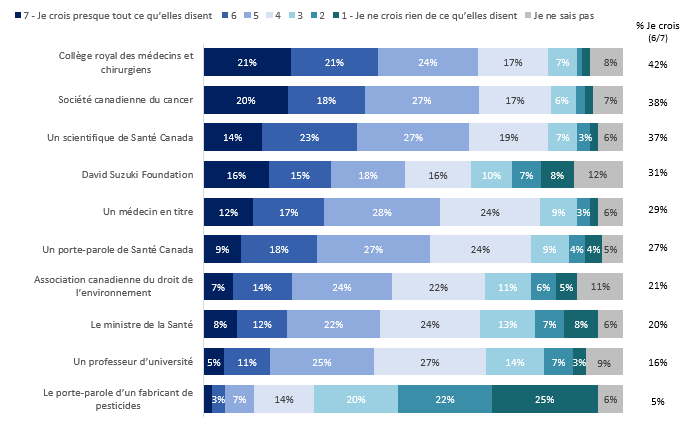 7 - Je crois presque tout ce qu'elles disent 6 5 4 3 2 1 - Je ne crois rien de ce qu'elles disent Je ne sais pas
% Je crois
(6/7)
Collège royal des médecins et
chirurgiens
21% 21% 24% 17% 7% 8% 42%
Société canadienne du cancer 20% 18% 27% 17% 6% 7% 38%
Un scientifique de Santé Canada 14% 23% 27% 19% 7% 3% 6% 37%
David Suzuki Foundation 16% 15% 18% 16% 10% 7% 8% 12% 31%
Un médecin en titre 12% 17% 28% 24% 9% 3% 6% 29%
Un porte-parole de Santé Canada 9% 18% 27% 24% 9% 4% 4% 5% 27%
Association canadienne du droit de
l'environnement
7% 14% 24% 22% 11% 6% 5% 11% 21%
Le ministre de la Santé 8% 12% 22% 24% 13% 7% 8% 6% 20%
Un professeur d'université 5% 11% 25% 27% 14% 7% 3% 9% 16%
Le porte-parole d'un fabricant de
pesticides
3% 7% 14% 20% 22% 25% 6% 5%